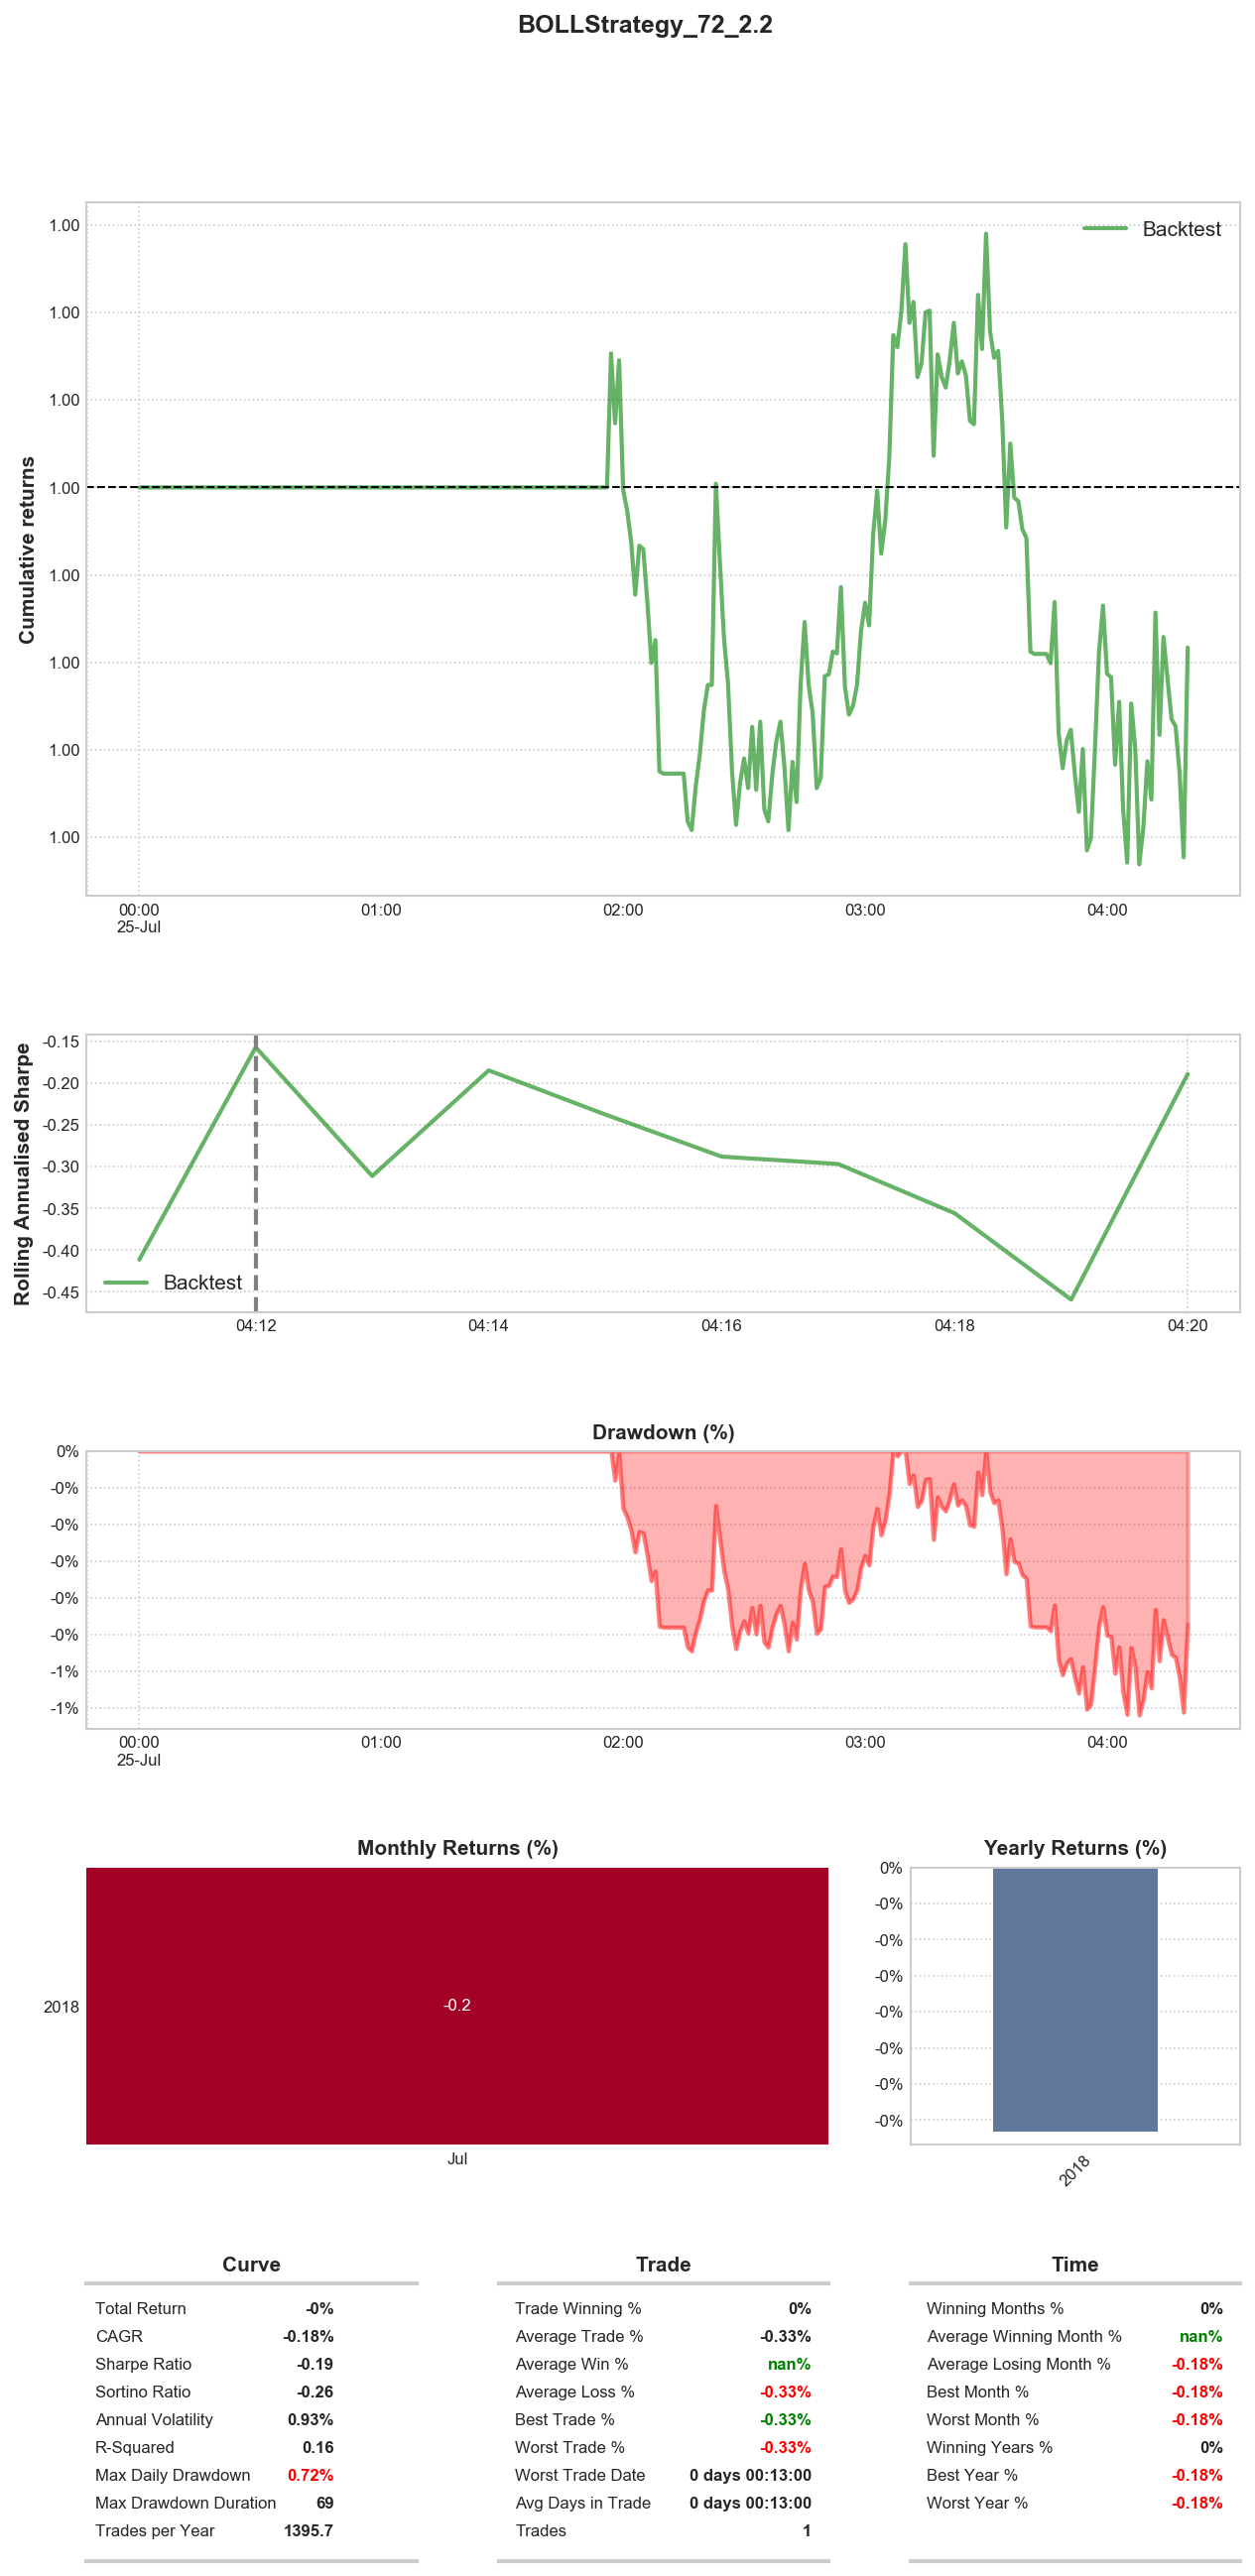 BOLLStrategy_72_2.2
Cumulative returns
1.00
1.00
1.00
1.00
1.00
1.00
1.00
1.00
Backtest
00:00 01:00 02:00 03:00 04:00
25-Jul
Rolling Annualised Sharpe
-0.15
-0.20
-0.25
-0.30
-0.35
-0.40
-0.45
Backtest
04:12 04:14 04:16 04:18 04:20
Drawdown (%)
0%
-0%
-0%
-0%
-0%
-0%
-1%
-1%
00:00 01:00 02:00 03:00 04:00
25-Jul
Monthly Returns (%)
2018
-0.2
Jul
Yearly Returns (%)
0%
-0%
-0%
-0%
-0%
-0%
-0%
-0%
2018
Curve
Total Return -0%
CAGR -0.18%
Sharpe Ratio -0.19
Sortino Ratio -0.26
Annual Volatility 0.93%
R-Squared 0.16
Max Daily Drawdown 0.72%
Max Drawdown Duration 69
Trades per Year 1395.7
Trade
Trade Winning % 0%
Average Trade % -0.33%
Average Win % nan%
Average Loss % -0.33%
Best Trade % -0.33%
Worst Trade % -0.33%
Worst Trade Date 0 days 00:13:00
Avg Days in Trade 0 days 00:13:00
Trades 1
Time
Winning Months % 0%
Average Winning Month % nan%
Average Losing Month % -0.18%
Best Month % -0.18%
Worst Month % -0.18%
Winning Years % 0%
Best Year % -0.18%
Worst Year % -0.18%